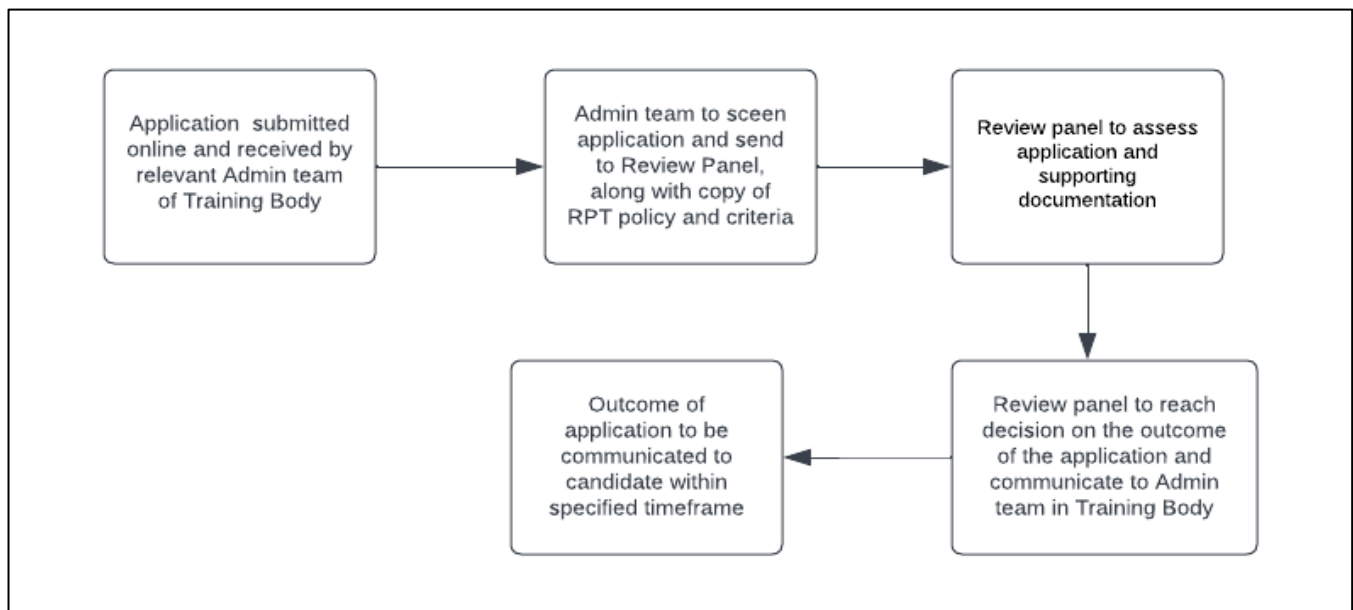 Application submitted
online and received by
relevant Admin team
of Training Body
Admin team to sceen
application and send
to Review Panel,
along with copy of
RPT policy and criteria
Review panel to assess
application and
supporting
documentation
Review panel to reach
decision on the outcome
of the application and
communicate to Admin
team in Training Body
Outcome of
application to be
communicated to
candidate within
specified timeframe